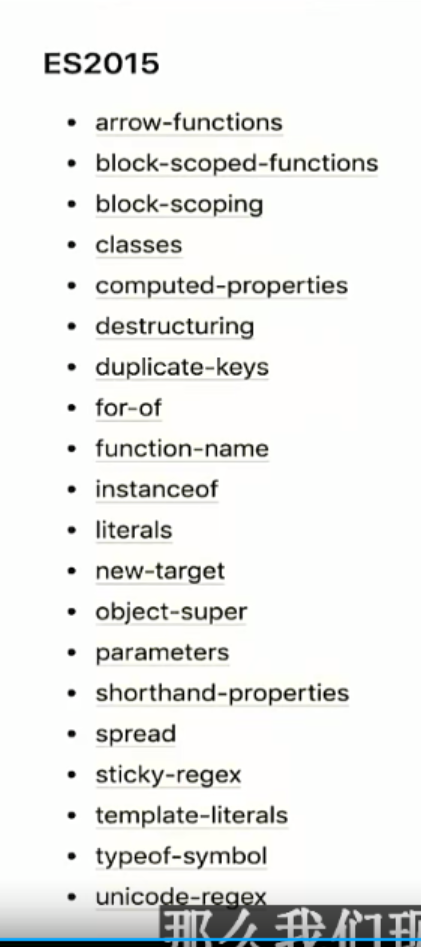 ES2015
arrow-functions
block-scoped-functions
block-scoping
classes
computed-properties
destructuring
duplicate-keys
for-of
function-name
instanceof
literals
new-target
object-super
parameters
shorthand-properties
spread
sticky-regex
template-literals
typeof-symbol
unicode-regex
那么我们现